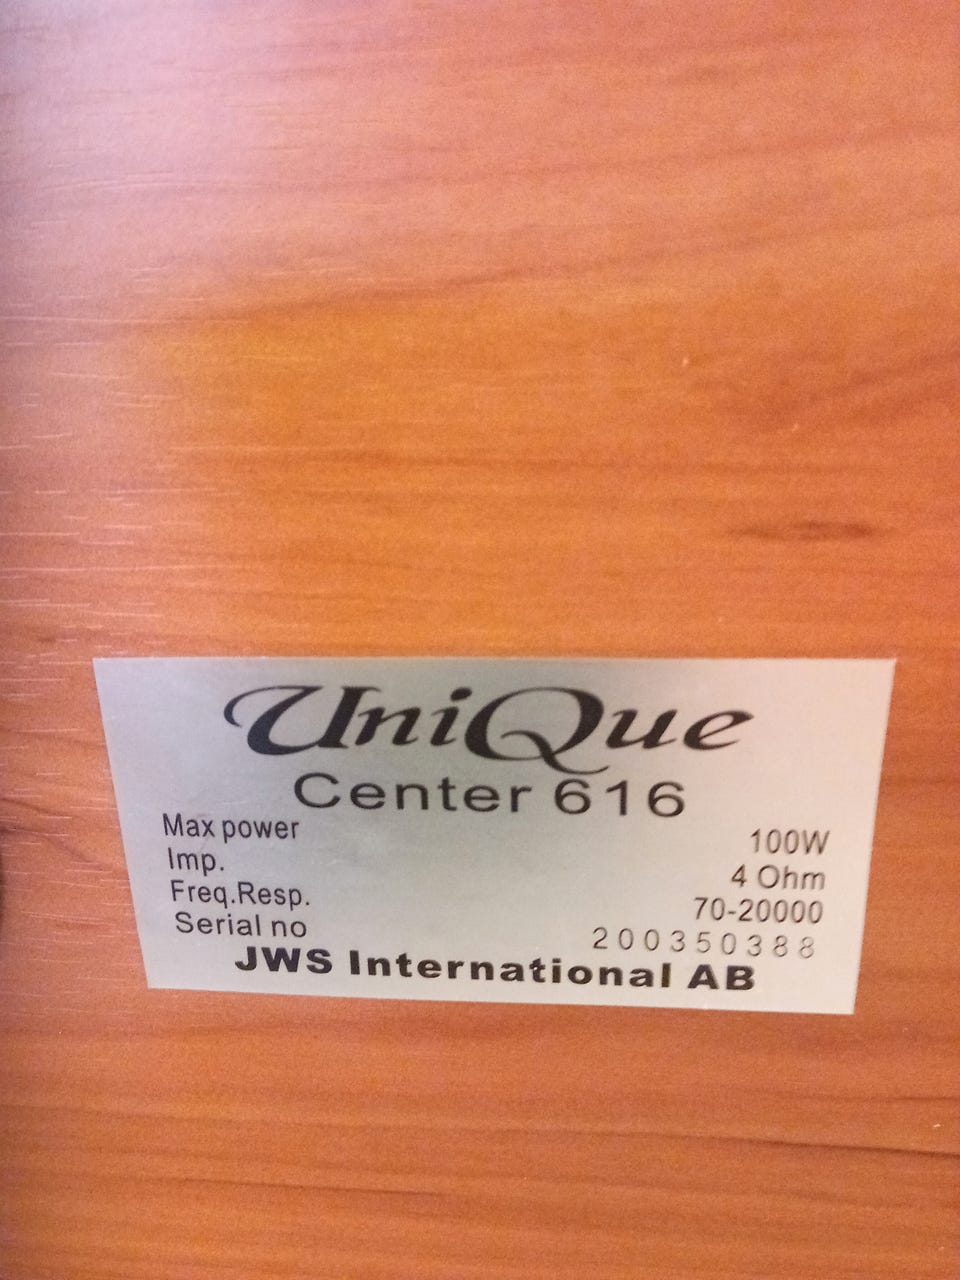 UniQue
Center 616
Max power 100W
Imp. 4 Ohm
Freq.Resp. 70-20000
Serial no 200350388
JWS International AB